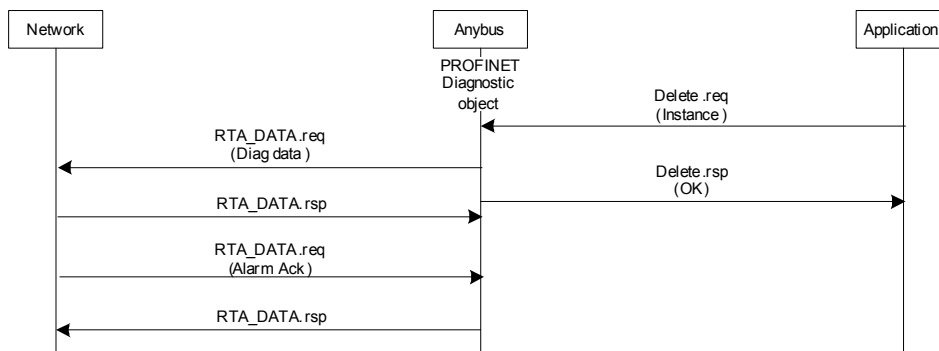 Network
Anybus
Application
PROFINET
Diagnostic
object
Delete.req
(Instance)
RTA_DATA.req
(Diag data)
Delete.rsp
(OK)
RTA_DATA.rsp
RTA_DATA.req
(Alarm Ack)
RTA_DATA.rsp